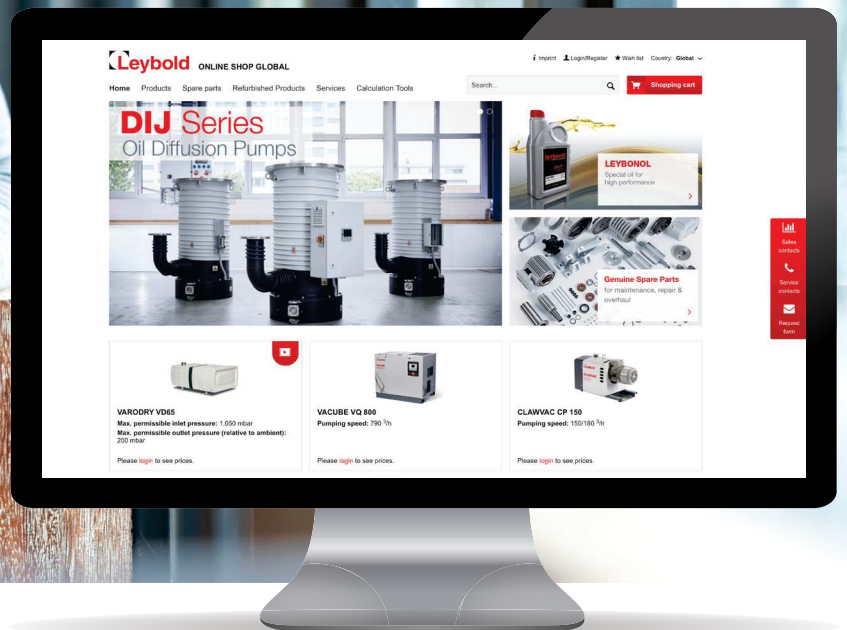 Leybold ONLINE SHOP GLOBAL
Imprint Login/Register Wish list Country: Global
Home Products Spare parts Refurbished Products Services Calculation Tools
Search...
Shopping cart
DIJ Series
Oil Diffusion Pumps
LEYBONOL
Special oil for
high performance
Genuine Spare Parts
for maintenance, repair &
overhaul
Sales
contacts
Service
contacts
Request
form
VARODRY VD65
Max. permissible inlet pressure: 1,050 mbar
Max. permissible outlet pressure (relative to ambient):
200 mbar
Please login to see prices.
VACUBE VQ 800
Pumping speed: 790 ³/h
Please login to see prices.
CLAWVAC CP 150
Pumping speed: 150/180 ³/h
Please login to see prices.